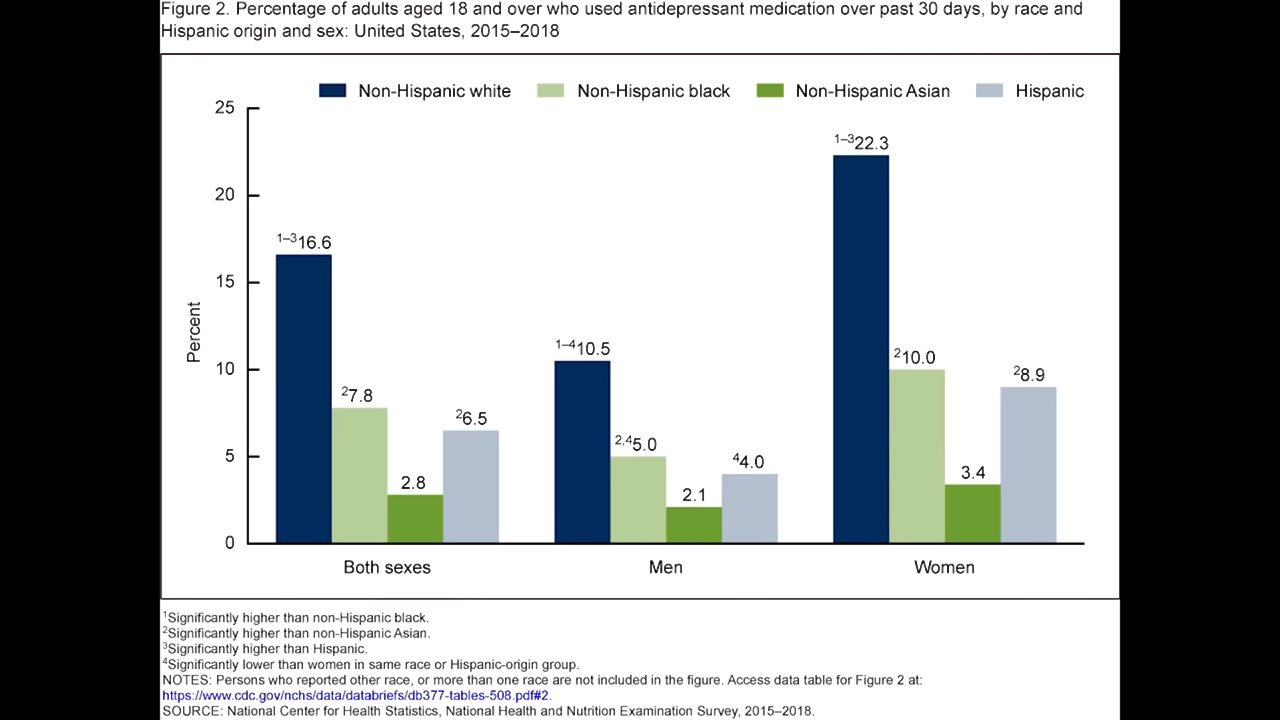 Figure 2. Percentage of adults aged 18 and over who used antidepressant medication over past 30 days, by race and
Hispanic origin and sex: United States, 2015–2018
Non-Hispanic white
Non-Hispanic black
Non-Hispanic Asian
Hispanic
Percent
25
20
15
10
5
0
1–316.6
27.8
2.8
26.5
1–410.5
2,45.0
2.1
44.0
1–322.3
210.0
3.4
28.9
Both sexes
Men
Women
1Significantly higher than non-Hispanic black.
2Significantly higher than non-Hispanic Asian.
3Significantly higher than Hispanic.
4Significantly lower than women in same race or Hispanic-origin group.
NOTES: Persons who reported other race, or more than one race are not included in the figure. Access data table for Figure 2 at:
https://www.cdc.gov/nchs/data/databriefs/db377-tables-508.pdf#2.
SOURCE: National Center for Health Statistics, National Health and Nutrition Examination Survey, 2015–2018.